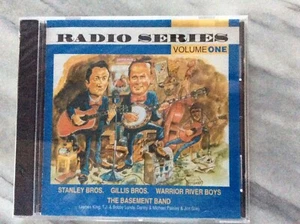 RADIO SERIES
VOLUME ONE
STANLEY BROS. GILLIS BROS. WARRIOR RIVER BOYS
THE BASEMENT BAND